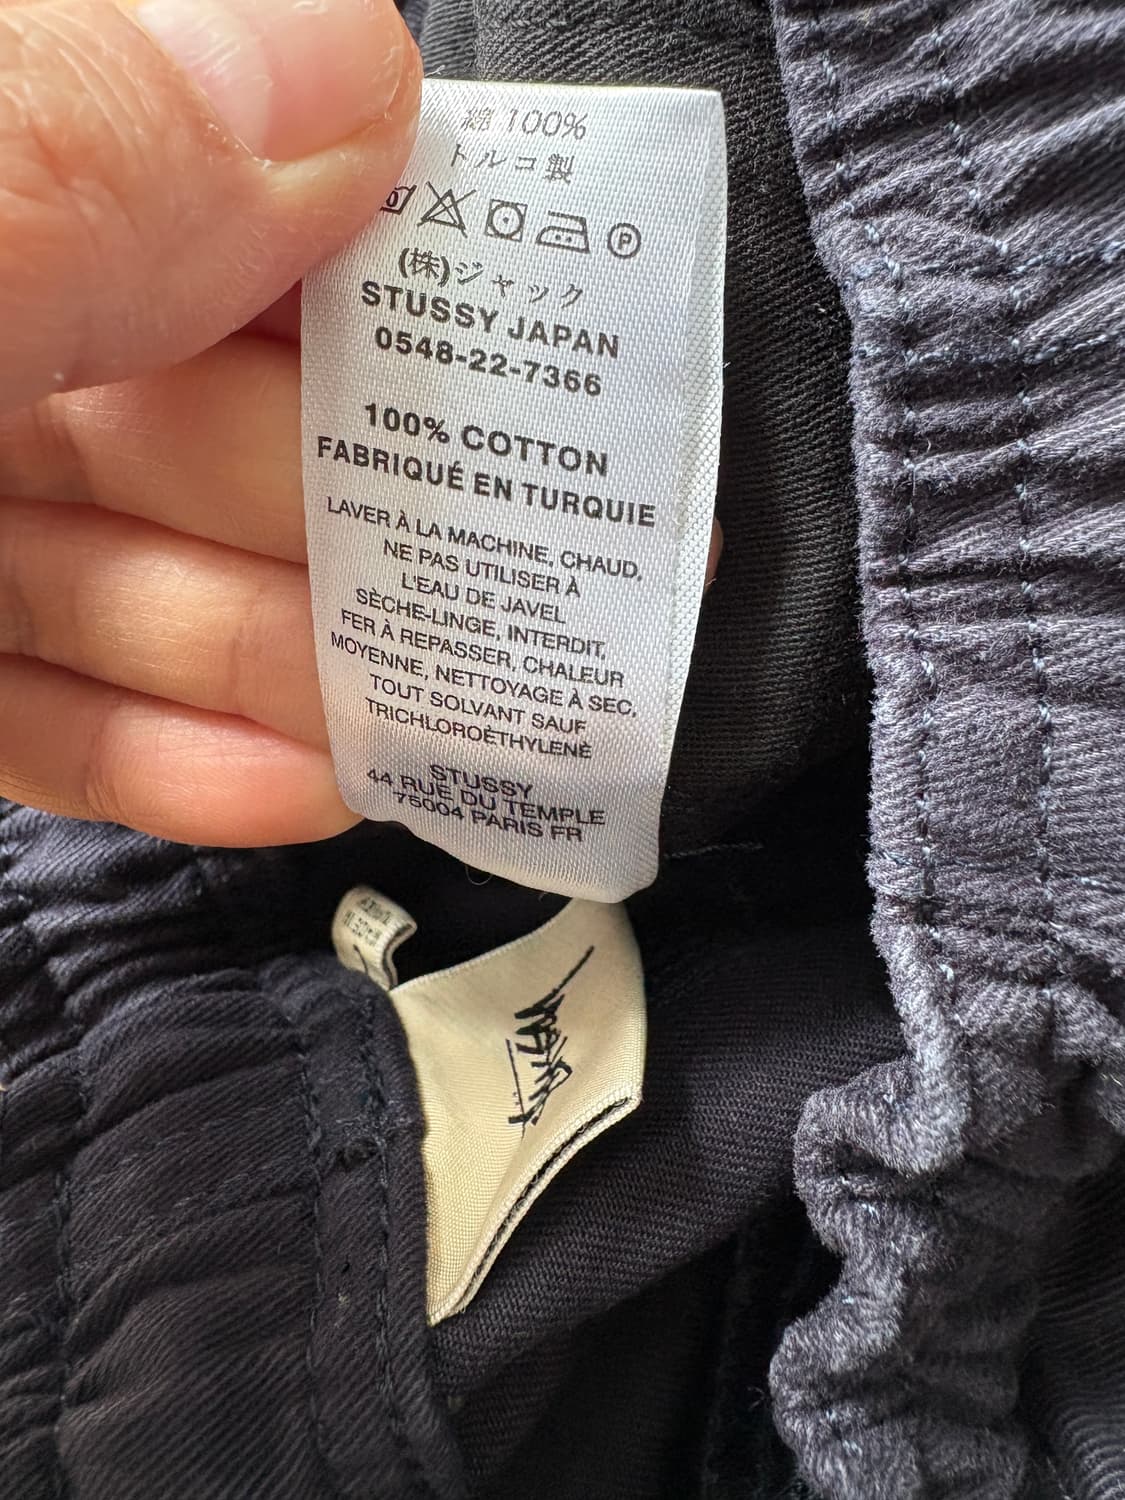 綿 100%
トルコ製
(株)ジャック
STUSSY JAPAN
0548-22-7366
100% COTTON
FABRIQUÉ EN TURQUIE
LAVER À LA MACHINE, CHAUD,
NE PAS UTILISER À
L'EAU DE JAVEL
SÈCHE-LINGE, INTERDIT,
FER À REPASSER, CHALEUR
MOYENNE, NETTOYAGE À SEC,
TOUT SOLVANT SAUF
TRICHLOROÈTHYLENÈ
STUSSY
44, RUE DU TEMPLE
75004 PARIS FR
Stüssy